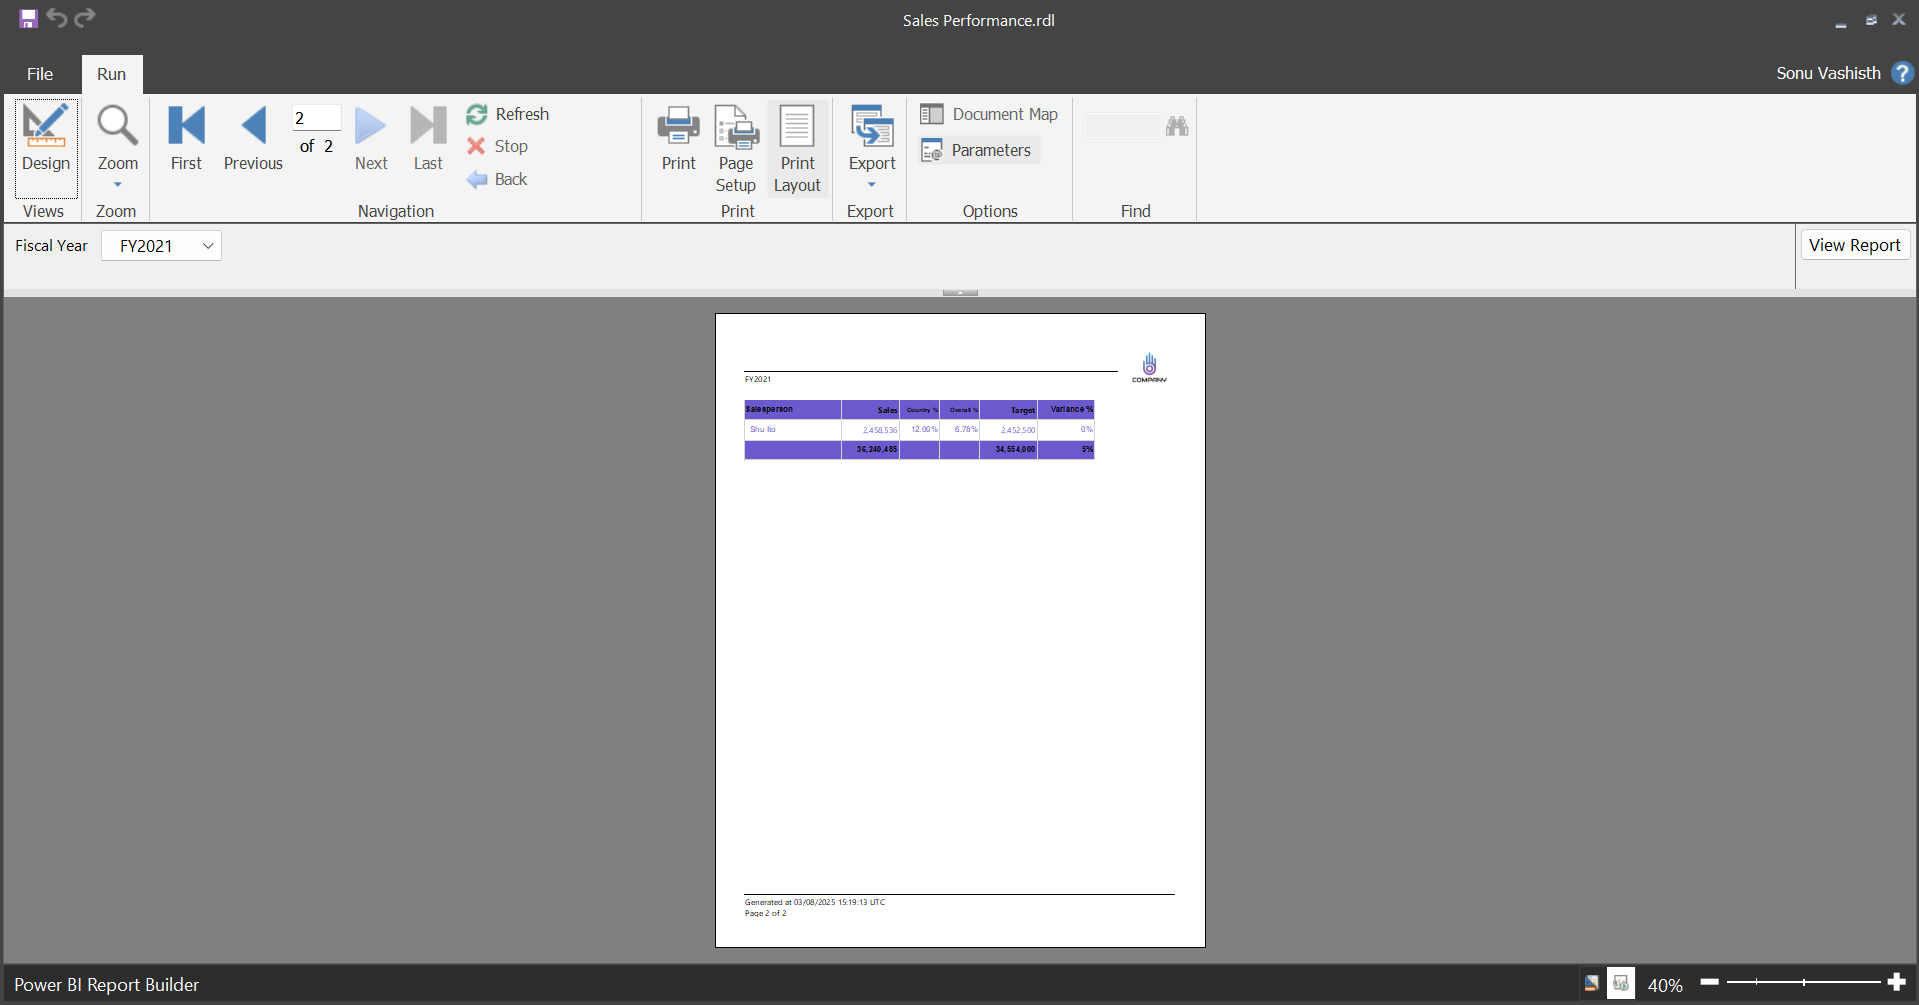 Sales Performance.rdl
File Run Sonu Vashisth ?
Design Zoom First Previous 2 of 2 Next Last Refresh
Stop
Back
Print Page Setup Print Layout Export Document Map
Parameters
Views Zoom Navigation Print Export Options Find
Fiscal Year FY2021 View Report
COMPANY
FY2021
Salesperson Sales Country % Overall % Target Variance %
Shu Ito 2,458,536 12.00% 6.78% 2,452,500 0%
36,240,485 34,554,000 5%
Generated at 03/08/2025 15:19:13 UTC
Page 2 of 2
Power BI Report Builder 40%